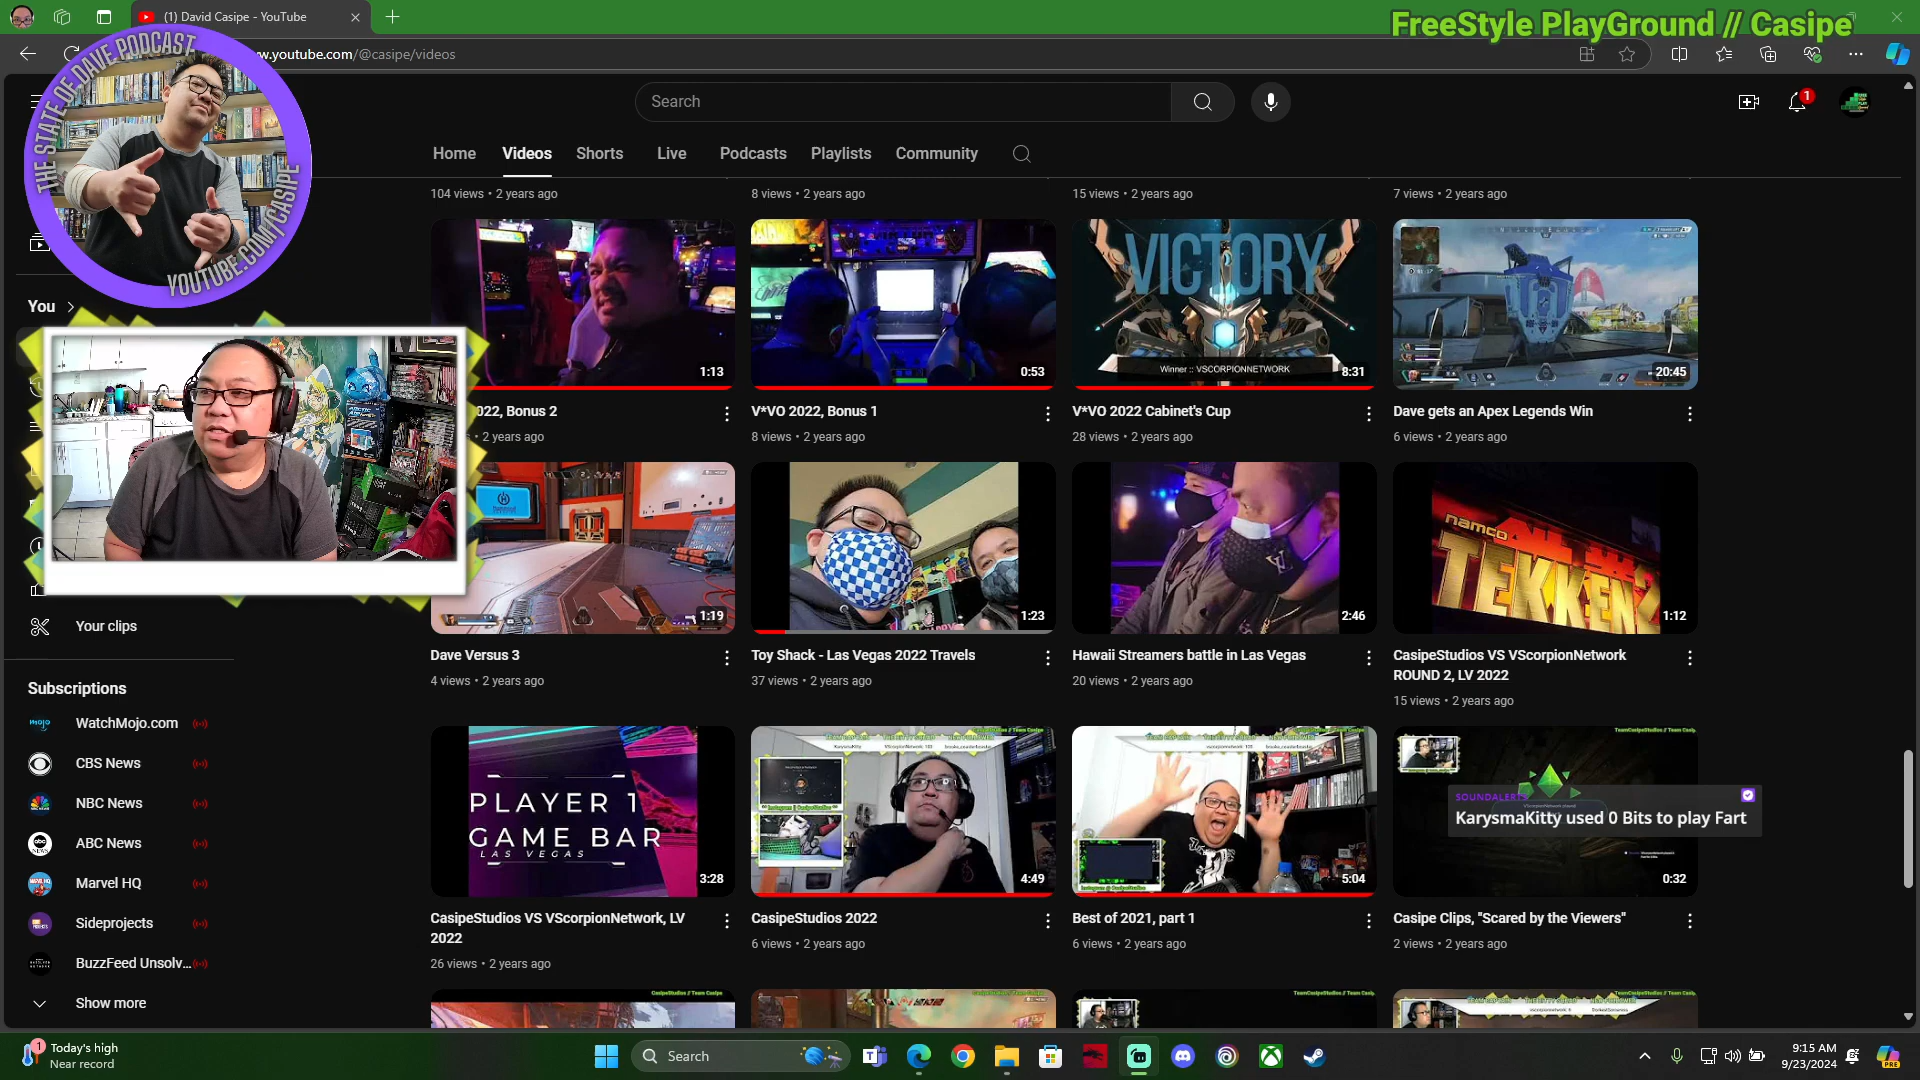 (1) David Casipe - YouTube
FreeStyle PlayGround // Casipe
w.youtube.com/@casipe/videos
THE STATE OF DAVE PODCAST
YOUTUBE.COM/CASIPE
Search
1
Home
Videos
Shorts
Live
Podcasts
Playlists
Community
104 views • 2 years ago
8 views • 2 years ago
15 views • 2 years ago
7 views • 2 years ago
You
1:13
0:53
VICTORY
Winner :: VSCORPIONNETWORK
8:31
20:45
022, Bonus 2
• 2 years ago
V*VO 2022, Bonus 1
8 views • 2 years ago
V*VO 2022 Cabinet's Cup
28 views • 2 years ago
Dave gets an Apex Legends Win
6 views • 2 years ago
1:19
1:23
2:46
namco
TEKKEN 2
1:12
Dave Versus 3
4 views • 2 years ago
Toy Shack - Las Vegas 2022 Travels
37 views • 2 years ago
Hawaii Streamers battle in Las Vegas
20 views • 2 years ago
CasipeStudios VS VScorpionNetwork
ROUND 2, LV 2022
15 views • 2 years ago
Your clips
Subscriptions
WatchMojo.com
CBS News
NBC News
ABC News
Marvel HQ
Sideprojects
BuzzFeed Unsolv...
Show more
PLAYER 1
GAME BAR
LAS VEGAS
3:28
4:49
5:04
SOUNDALERTS
KarysmaKitty used 0 Bits to play Fart
0:32
CasipeStudios VS VScorpionNetwork, LV
2022
26 views • 2 years ago
CasipeStudios 2022
6 views • 2 years ago
Best of 2021, part 1
6 views • 2 years ago
Casipe Clips, "Scared by the Viewers"
2 views • 2 years ago
1
Today's high
Near record
Search
9:15 AM
9/23/2024